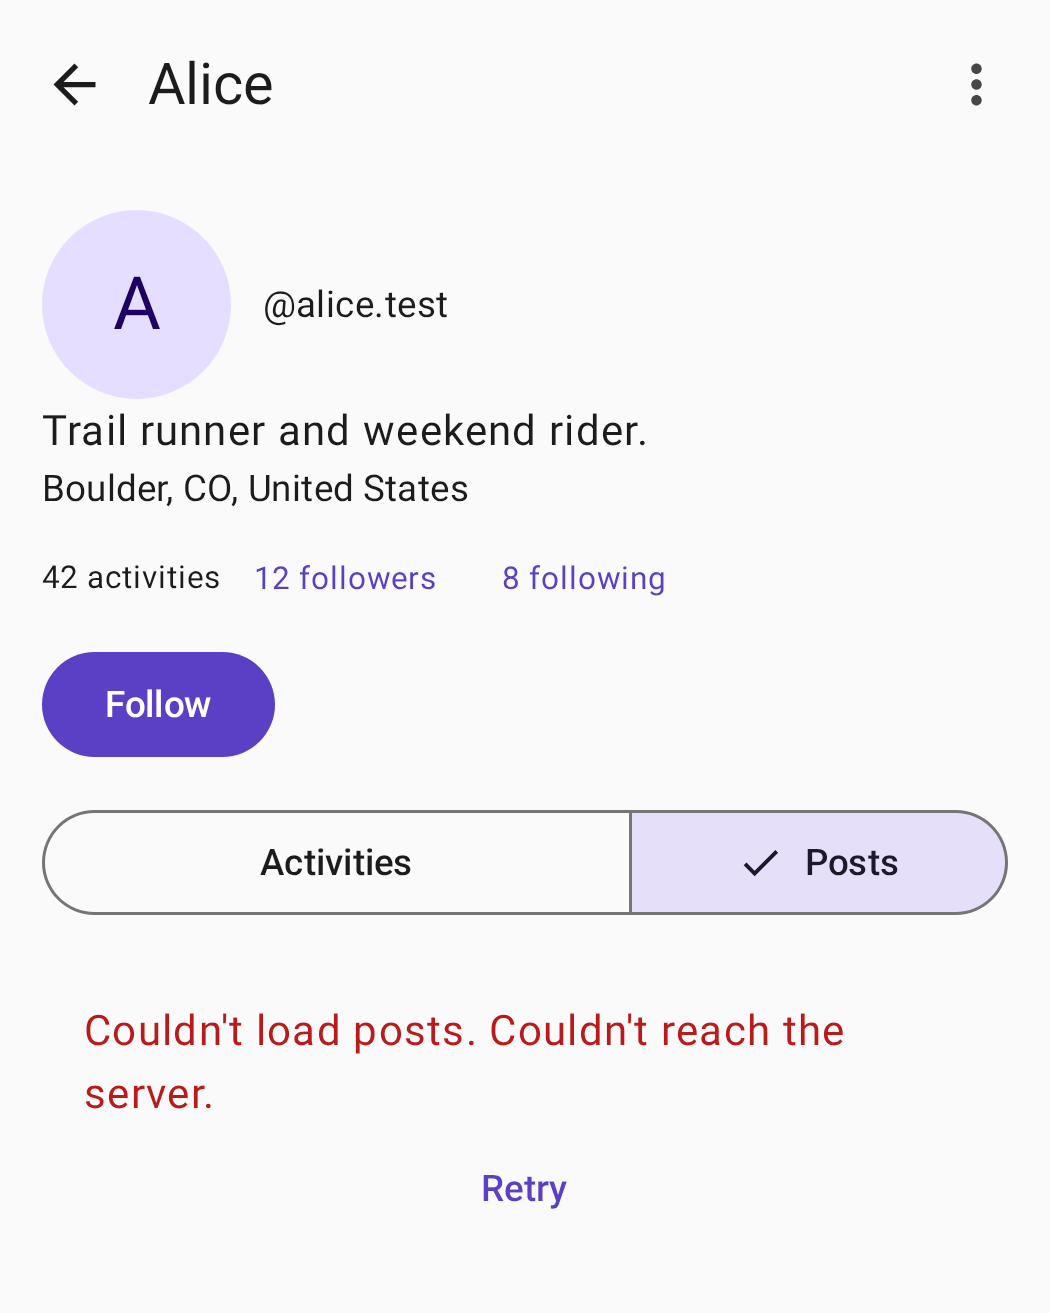 Alice
A
@alice.test
Trail runner and weekend rider.
Boulder, CO, United States
42 activities 12 followers 8 following
Follow
Activities Posts
Couldn't load posts. Couldn't reach the
server.
Retry